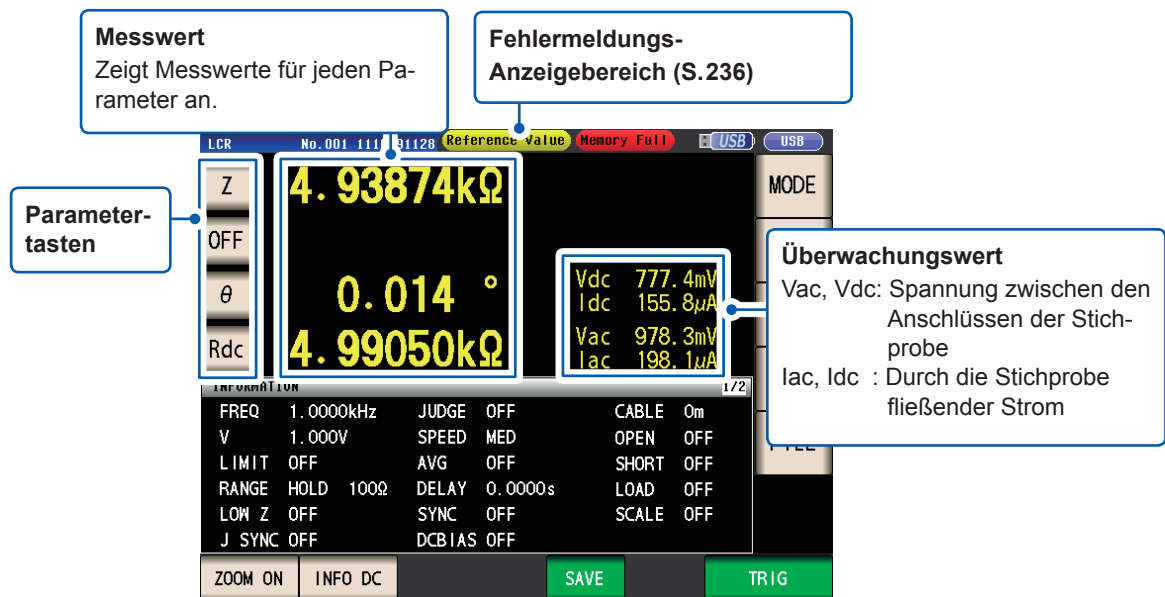 Messwert
Zeigt Messwerte für jeden Pa-
rameter an.
Fehlermeldungs-
Anzeigebereich (S.236)
Parameter-
tasten
LCR No.001 Reference Value Memory Full USB USB
Z
OFF
θ
Rdc
4.93874kΩ
0.014 °
4.99050kΩ
Vdc 777.4mV
Idc 155.8µA
Vac 978.3mV
Iac 198.1µA
MODE
Überwachungswert
Vac, Vdc: Spannung zwischen den
Anschlüssen der Stich-
probe
Iac, Idc : Durch die Stichprobe
fließender Strom
INFORMATION 1/2
FREQ 1.0000kHz JUDGE OFF CABLE 0m
V 1.000V SPEED MED OPEN OFF
LIMIT OFF AVG OFF SHORT OFF
RANGE HOLD 100Ω DELAY 0.0000s LOAD OFF
LOW Z OFF SYNC OFF SCALE OFF
J SYNC OFF DCBIAS OFF
ZOOM ON INFO DC SAVE TRIG